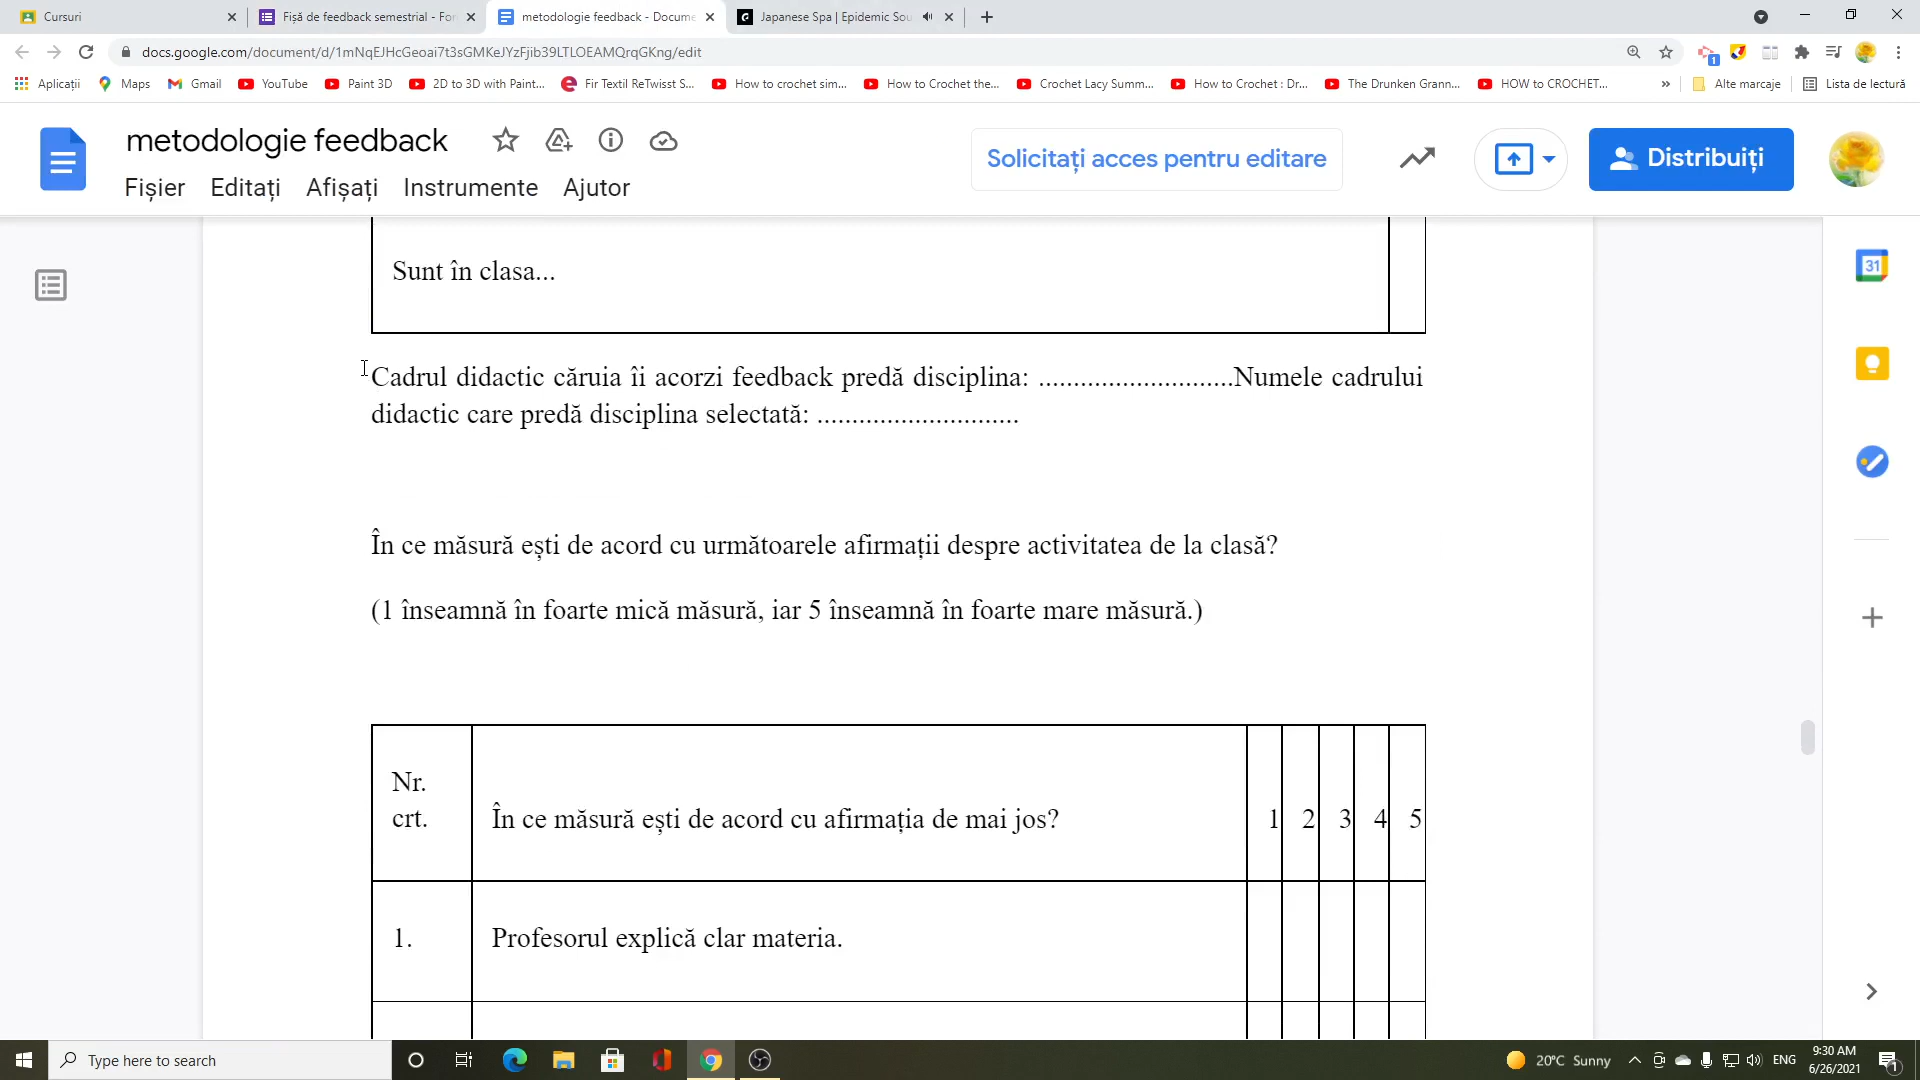 Cursuri
Fișă de feedback semestrial - For
metodologie feedback - Docume
Japanese Spa | Epidemic Sou
docs.google.com/document/d/1mNqEJHcGeoai7t3sGMKeJYzFjib39LTLOEAMQrqGKng/edit
1
Aplicații
Maps
Gmail
YouTube
Paint 3D
2D to 3D with Paint...
Fir Textil ReTwisst S...
How to crochet sim...
How to Crochet the...
Crochet Lacy Summ...
How to Crochet : Dr...
The Drunken Grann...
HOW to CROCHET...
»
Alte marcaje
Lista de lectură
metodologie feedback
Fișier Editați Afișați Instrumente Ajutor
Solicitați acces pentru editare
Distribuiți
31
Sunt în clasa...
Cadrul didactic căruia îi acorzi feedback predă disciplina: ............................Numele cadrului
didactic care predă disciplina selectată: .............................
În ce măsură ești de acord cu următoarele afirmații despre activitatea de la clasă?
(1 înseamnă în foarte mică măsură, iar 5 înseamnă în foarte mare măsură.)
Nr.
crt.
În ce măsură ești de acord cu afirmația de mai jos?
1 2 3 4 5
1.
Profesorul explică clar materia.
Type here to search
20°C Sunny
ENG
9:30 AM
6/26/2021
1